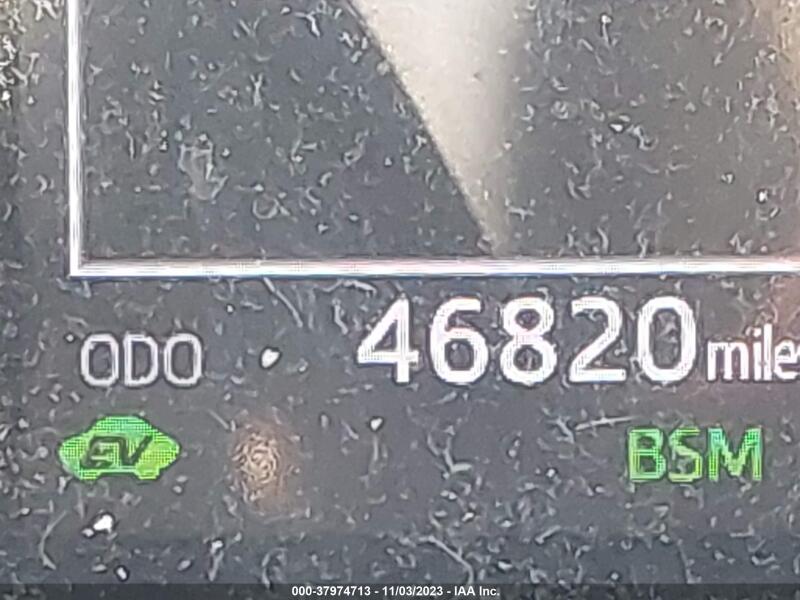 ODO 46820 mile
EV BSM
000-37974713 - 11/03/2023 - IAA Inc.